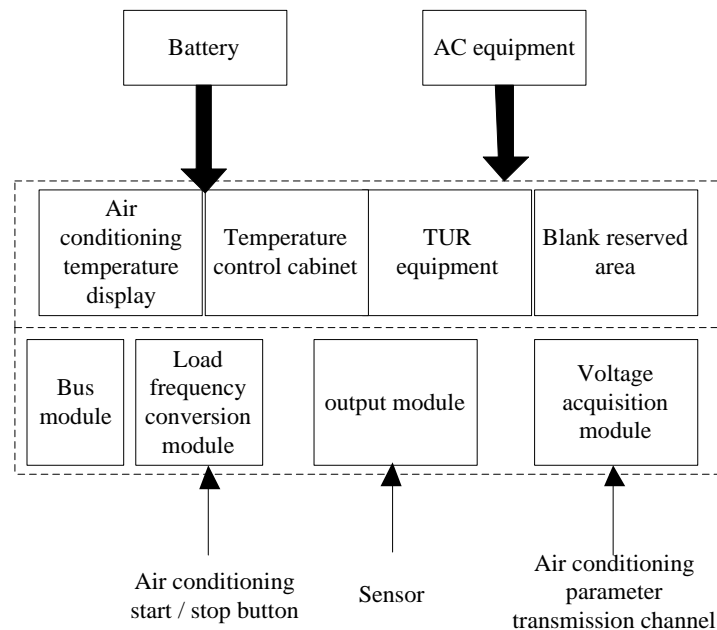 Battery
AC equipment
Air
conditioning
temperature
display
Temperature
control cabinet
TUR
equipment
Blank reserved
area
Bus
module
Load
frequency
conversion
module
output module
Voltage
acquisition
module
Air conditioning
start / stop button
Sensor
Air conditioning
parameter
transmission channel